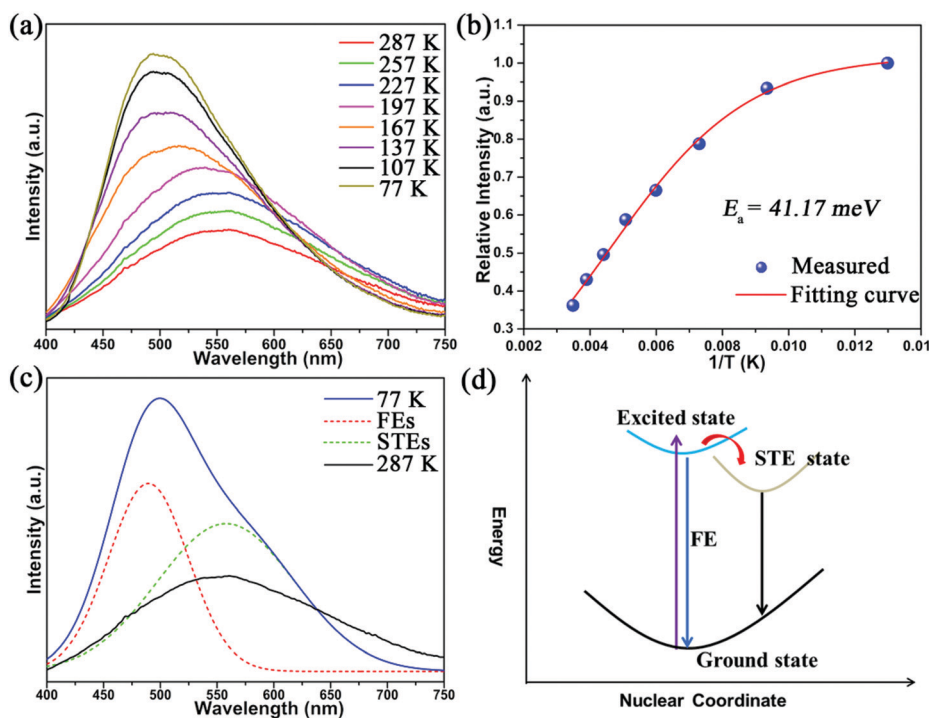 (a)
287 K
257 K
227 K
197 K
167 K
137 K
107 K
77 K
Intensity (a.u.)
400 450 500 550 600 650 700 750
Wavelength (nm)
(b)
1.0
0.9
0.8
0.7
0.6
0.5
0.4
0.3
Relative Intensity (a.u.)
Ea = 41.17 meV
Measured
Fitting curve
0.002 0.004 0.006 0.008 0.010 0.012 0.01
1/T (K)
(c)
77 K
FEs
STEs
287 K
Intensity (a.u.)
400 450 500 550 600 650 700 750
Wavelength (nm)
(d)
Excited state
STE state
FE
Energy
Ground state
Nuclear Coordinate